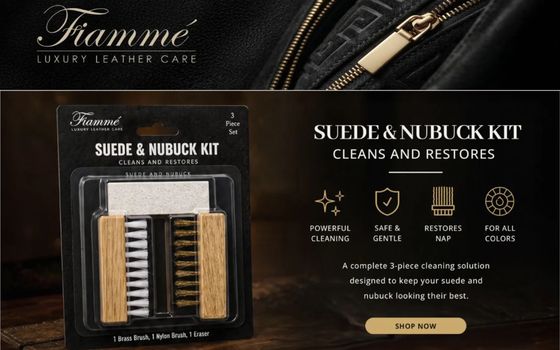 Fiammé
LUXURY LEATHER CARE
Fiammé
LUXURY LEATHER CARE
3
Piece
Set
SUEDE & NUBUCK KIT
CLEANS AND RESTORES
SUEDE AND NUBUCK
1 Brass Brush, 1 Nylon Brush, 1 Eraser
SUEDE & NUBUCK KIT
CLEANS AND RESTORES
POWERFUL
CLEANING
SAFE &
GENTLE
RESTORES
NAP
FOR ALL
COLORS
A complete 3-piece cleaning solution
designed to keep your suede and
nubuck looking their best.
SHOP NOW